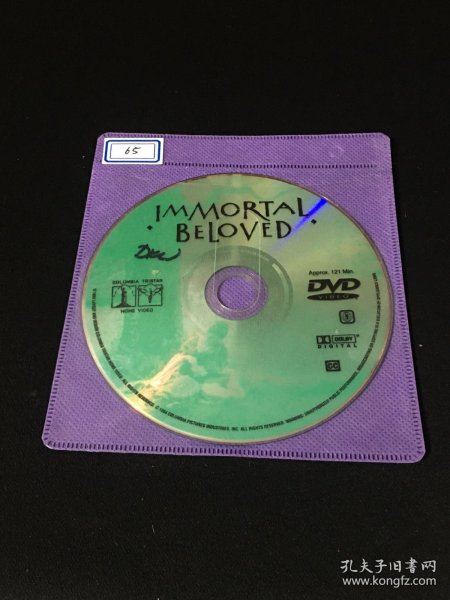 65
IMMORTAL
BELOVED
Approx. 121 Min.
DVD
VIDEO
COLUMBIA TRISTAR
HOME VIDEO
1
DOLBY
DIGITAL
CC
孔夫子旧书网
www.kongfz.com